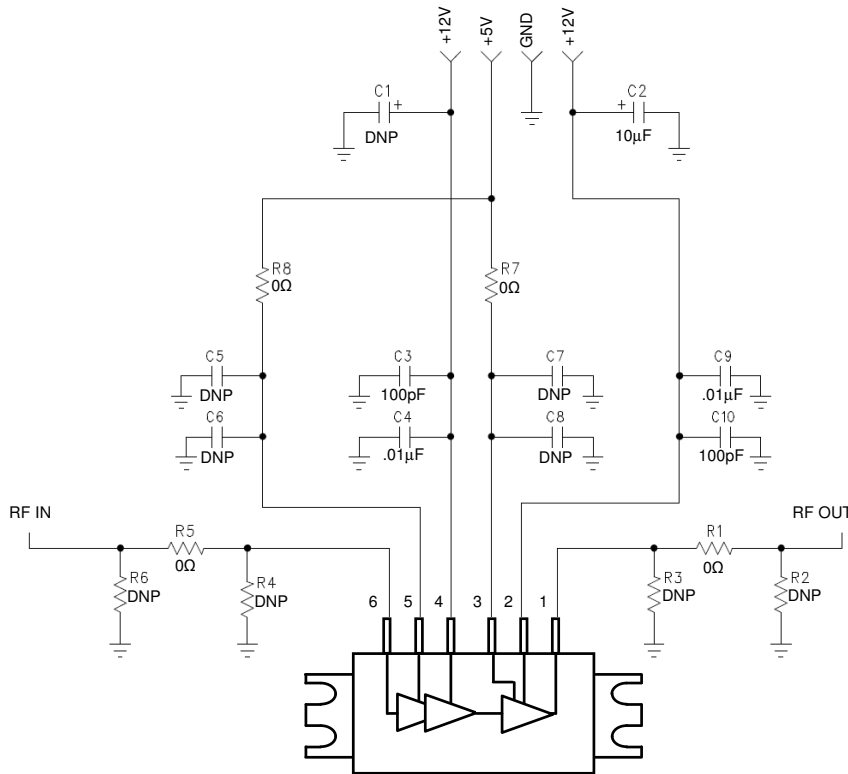 +12V
+5V
GND
+12V
C1
+
DNP
C2
+
10µF
R8
0Ω
R7
0Ω
C5
DNP
C3
100pF
C7
DNP
C9
.01µF
C6
DNP
C4
.01µF
C8
DNP
C10
100pF
RF IN
R5
0Ω
R1
0Ω
RF OUT
R6
DNP
R4
DNP
R3
DNP
R2
DNP
6 5 4 3 2 1